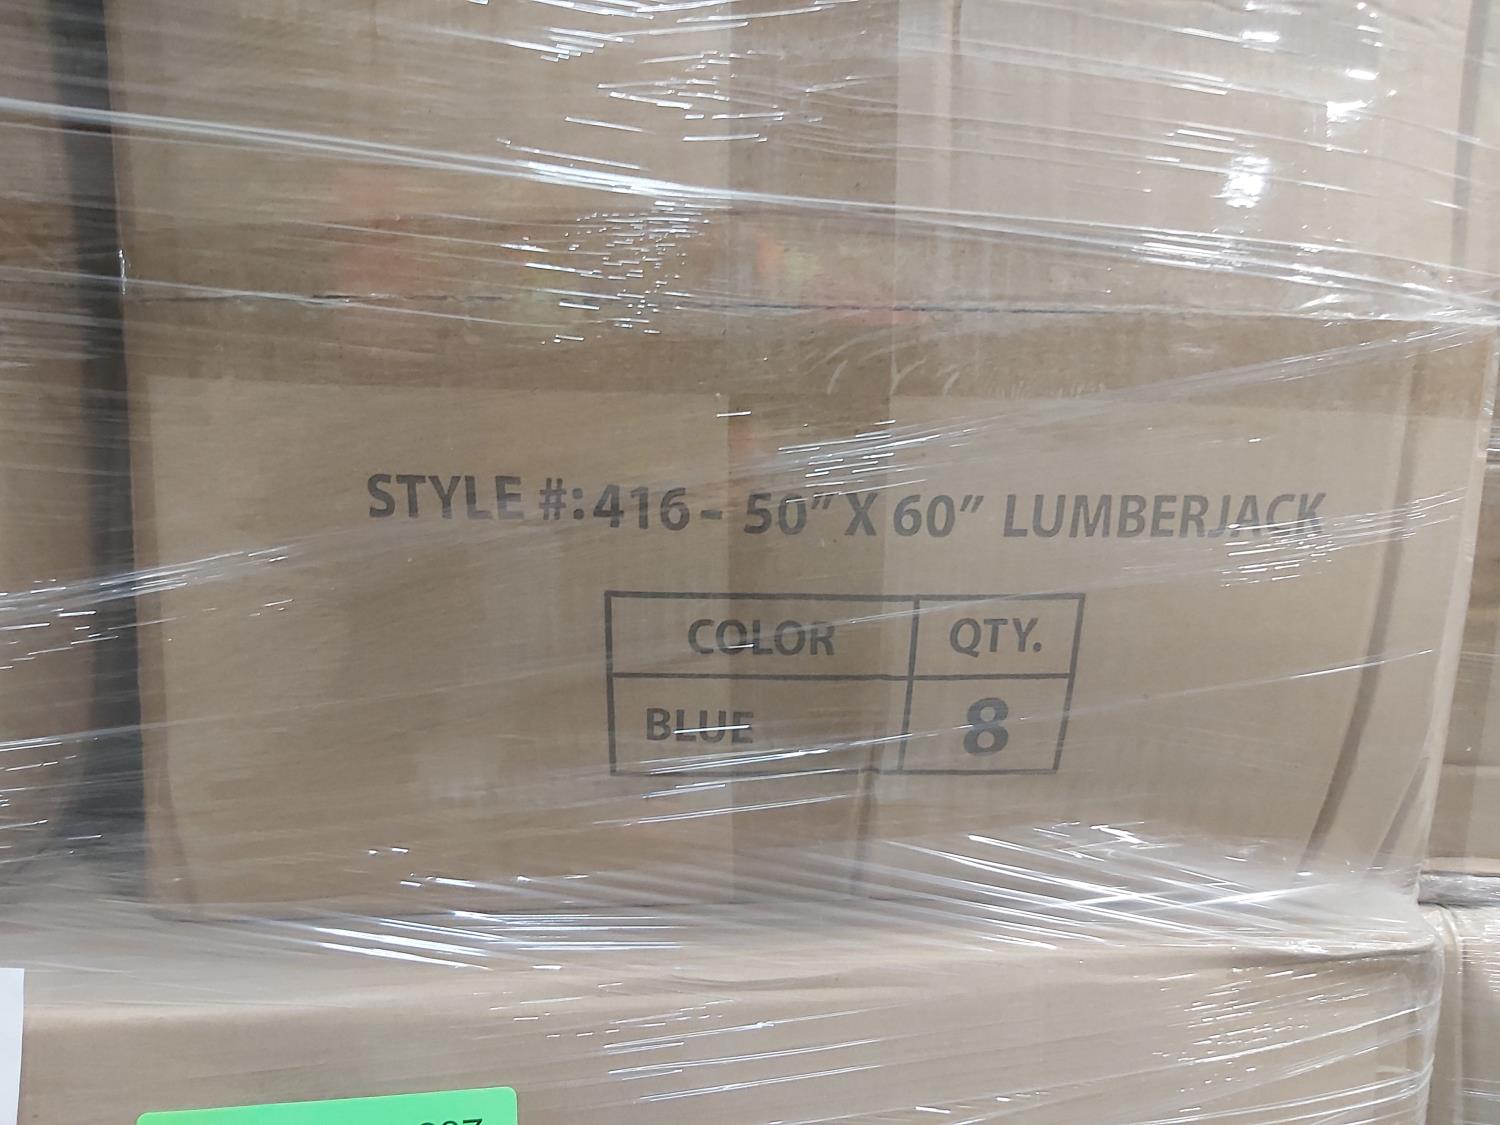 STYLE #:416- 50” X 60” LUMBERJACK
COLOR QTY.
BLUE 8